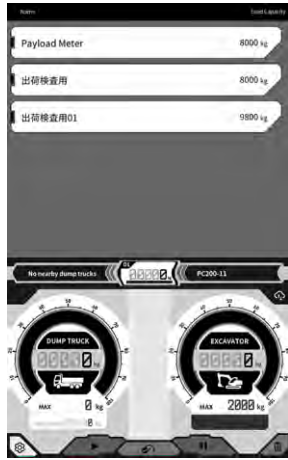 Name Load Capacity
Payload Meter 8000 kg
出荷検査用 8000 kg
出荷検査用01 9800 kg
No nearby dump trucks 0 PC200-11
DUMP TRUCK EXCAVATOR
0 0
MAX 0 kg MAX 2000 kg
0 kg